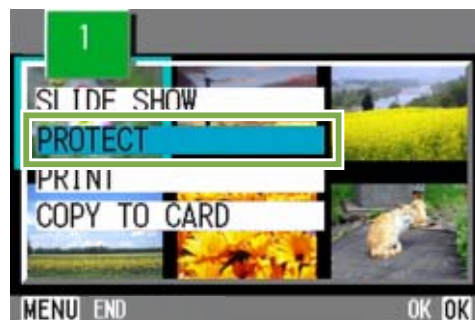 1
SLIDE SHOW
PROTECT
PRINT
COPY TO CARD
MENU END OK OK